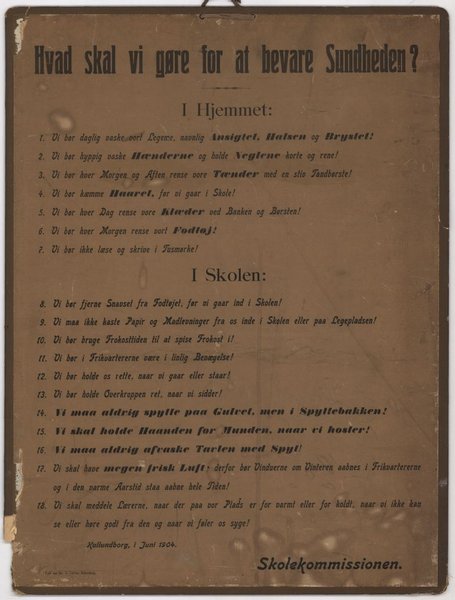 Hvad skal vi gøre for at bevare Sundheden?
I Hjemmet:
1. Vi bør daglig vaske vort Legeme, navnlig Ansigtet, Halsen og Brystet!
2. Vi bør hyppig vaske Hænderne og holde Neglene korte og rene!
3. Vi bør hver Morgen og Aften rense vore Tænder med en stiv Tandbørste!
4. Vi bør kæmme Haaret, før vi gaar i Skole!
5. Vi bør hver Dag rense vore Klæder ved Banken og Børsten!
6. Vi bør hver Morgen rense vort Fodtøj!
7. Vi bør ikke læse og skrive i Tusmørke!
I Skolen:
8. Vi bør fjerne Snavset fra Fodtøjet, før vi gaar ind i Skolen!
9. Vi maa ikke kaste Papir og Madlevninger fra os inde i Skolen eller paa Legepladsen!
10. Vi bør bruge Frokosttiden til at spise Frokost i!
11. Vi bør i Frikvartererne være i livlig Bevægelse!
12. Vi bør holde os rette, naar vi gaar eller staar!
13. Vi bør holde Overkroppen ret, naar vi sidder!
14. Vi maa aldrig spytte paa Gulvet, men i Spyttebakken!
15. Vi skal holde Haanden for Munden, naar vi hoster!
16. Vi maa aldrig afvaske Tavlen med Spyt!
17. Vi skal have megen frisk Luft; derfor bør Vinduerne om Vinteren aabnes i Frikvartererne
og i den varme Aarstid staa aabne hele Tiden!
18. Vi skal meddele Lærerne, naar der paa vor Plads er for varmt eller for koldt, naar vi ikke kan
se eller høre godt fra den og naar vi føler os syge!
Kallundborg, i Juni 1904.
Skolekommissionen.